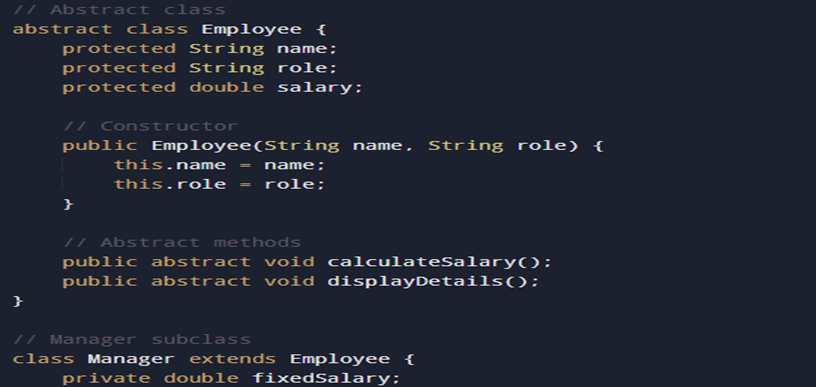 // Abstract class
abstract class Employee {
    protected String name;
    protected String role;
    protected double salary;

    // Constructor
    public Employee(String name, String role) {
        this.name = name;
        this.role = role;
    }

    // Abstract methods
    public abstract void calculateSalary();
    public abstract void displayDetails();
}

// Manager subclass
class Manager extends Employee {
    private double fixedSalary;